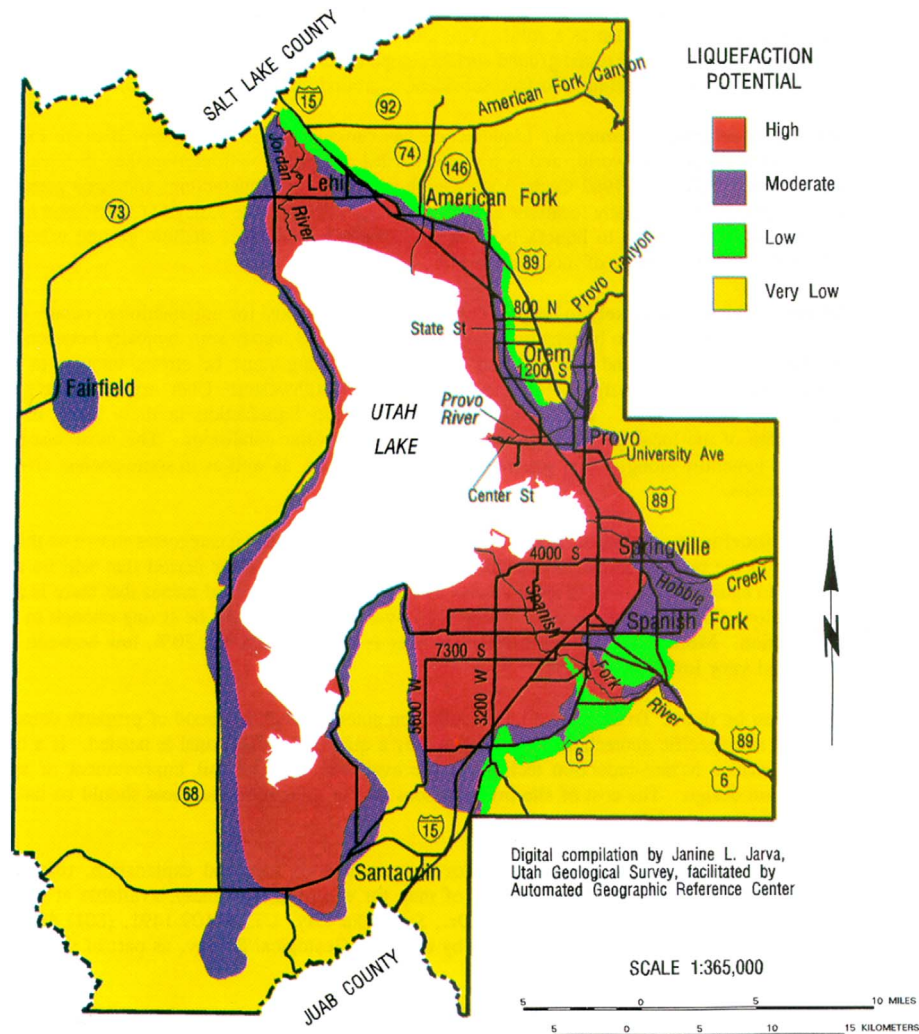 SALT LAKE COUNTY
LIQUEFACTION
POTENTIAL
High
Moderate
Low
Very Low
15
92
American Fork Canyon
74
146
Jordan
River
Lehi
American Fork
73
89
Provo Canyon
800 N
State St
Orem
1200 S
Fairfield
Provo
River
UTAH
LAKE
Provo
University Ave
Center St
89
4000 S
Springville
Hobble
Creek
Spanish
Fork
River
Spanish Fork
7300 S
5600 W
3200 W
N
89
6
6
68
15
Santaquin
JUAB COUNTY
Digital compilation by Janine L. Jarva,
Utah Geological Survey, facilitated by
Automated Geographic Reference Center
SCALE 1:365,000
5 0 5 10 MILES
5 0 5 10 15 KILOMETERS